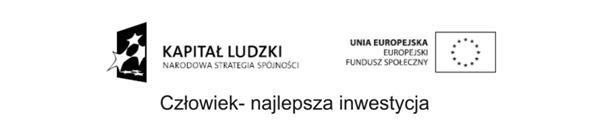 KAPITAŁ LUDZKI
NARODOWA STRATEGIA SPÓJNOŚCI
UNIA EUROPEJSKA
EUROPEJSKI
FUNDUSZ SPOŁECZNY
Człowiek- najlepsza inwestycja